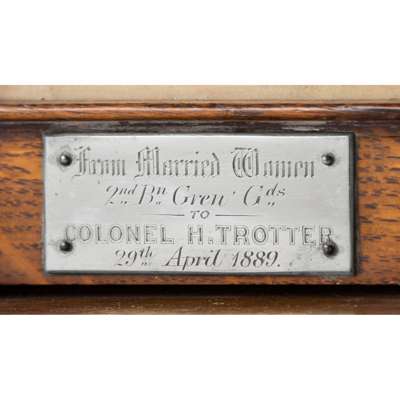 From Married Women
2nd Bn Gren' Gds
TO
COLONEL H. TROTTER
29th April 1889.